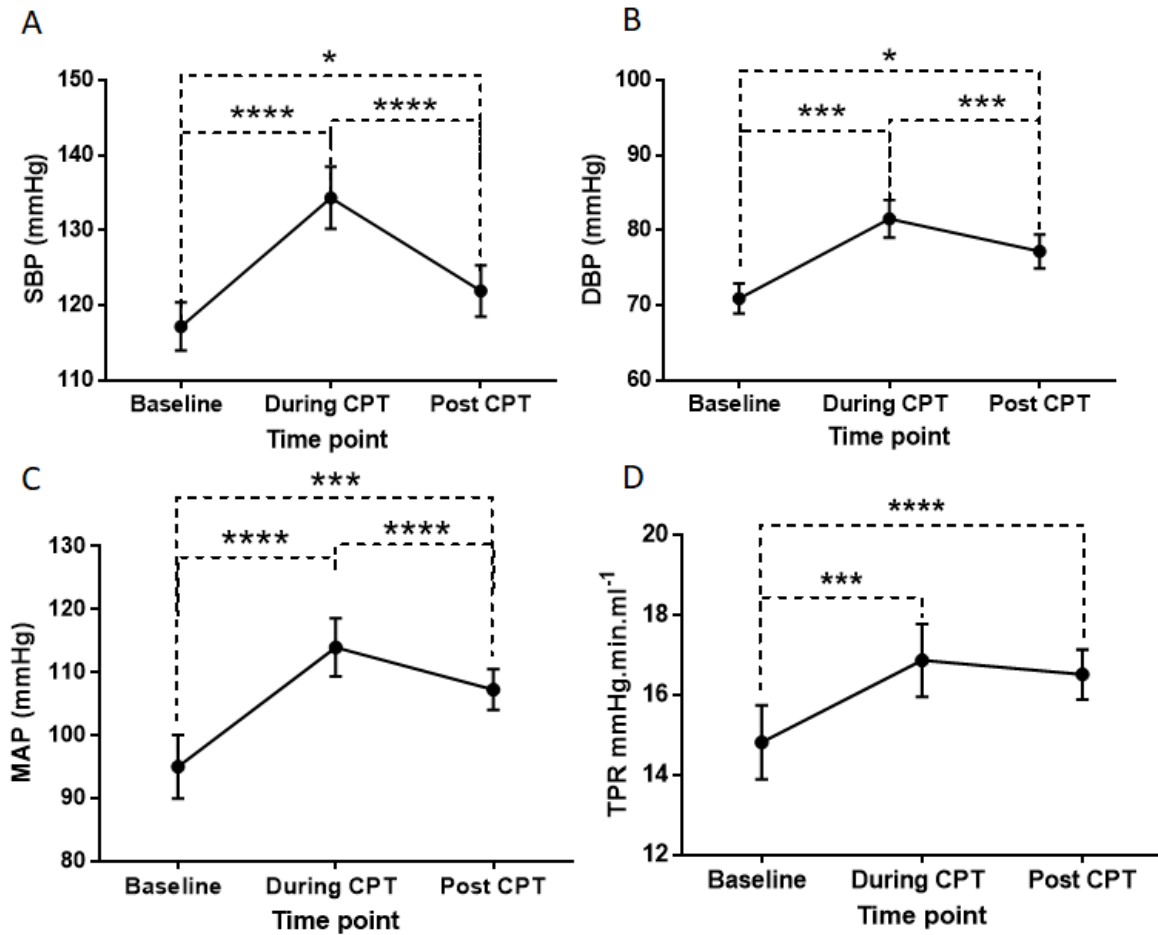 A
*
**** ****
SBP (mmHg)
150
140
130
120
110
Baseline During CPT Post CPT
Time point
B
*
*** ***
DBP (mmHg)
100
90
80
70
60
Baseline During CPT Post CPT
Time point
C
***
**** ****
MAP (mmHg)
130
120
110
100
90
80
Baseline During CPT Post CPT
Time point
D
****
***
TPR mmHg.min.ml⁻¹
20
18
16
14
12
Baseline During CPT Post CPT
Time point